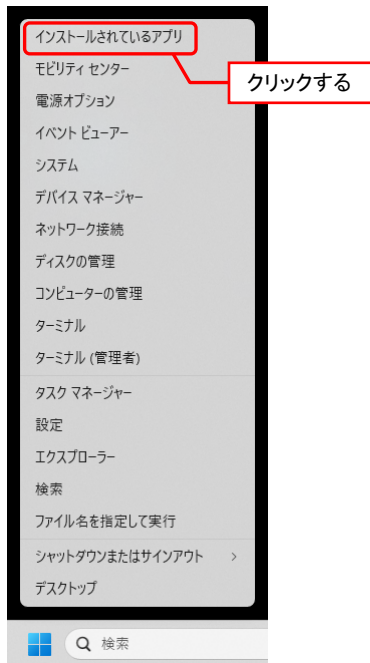 インストールされているアプリ
モビリティ センター
クリックする
電源オプション
イベント ビューアー
システム
デバイス マネージャー
ネットワーク接続
ディスクの管理
コンピューターの管理
ターミナル
ターミナル (管理者)
タスク マネージャー
設定
エクスプローラー
検索
ファイル名を指定して実行
シャットダウンまたはサインアウト
デスクトップ
検索